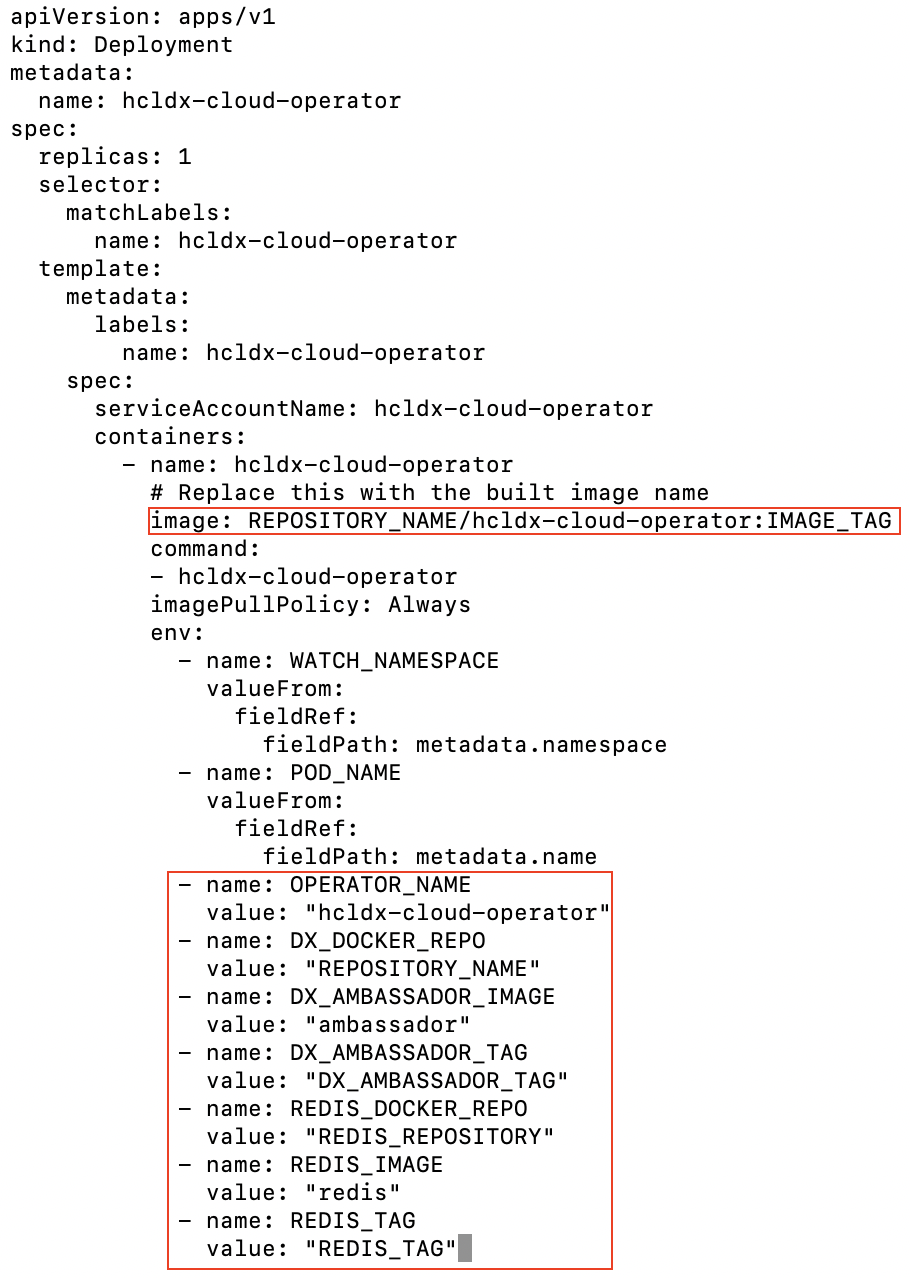 apiVersion: apps/v1
kind: Deployment
metadata:
  name: hcldx-cloud-operator
spec:
  replicas: 1
  selector:
    matchLabels:
      name: hcldx-cloud-operator
  template:
    metadata:
      labels:
        name: hcldx-cloud-operator
    spec:
      serviceAccountName: hcldx-cloud-operator
      containers:
        - name: hcldx-cloud-operator
          # Replace this with the built image name
          image: REPOSITORY_NAME/hcldx-cloud-operator:IMAGE_TAG
          command:
          - hcldx-cloud-operator
          imagePullPolicy: Always
          env:
            - name: WATCH_NAMESPACE
              valueFrom:
                fieldRef:
                  fieldPath: metadata.namespace
            - name: POD_NAME
              valueFrom:
                fieldRef:
                  fieldPath: metadata.name
            - name: OPERATOR_NAME
              value: "hcldx-cloud-operator"
            - name: DX_DOCKER_REPO
              value: "REPOSITORY_NAME"
            - name: DX_AMBASSADOR_IMAGE
              value: "ambassador"
            - name: DX_AMBASSADOR_TAG
              value: "DX_AMBASSADOR_TAG"
            - name: REDIS_DOCKER_REPO
              value: "REDIS_REPOSITORY"
            - name: REDIS_IMAGE
              value: "redis"
            - name: REDIS_TAG
              value: "REDIS_TAG"